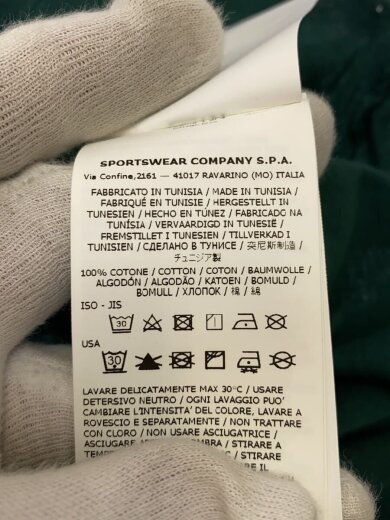 SPORTSWEAR COMPANY S.P.A.
Via Confine,2161 — 41017 RAVARINO (MO) ITALIA
FABBRICATO IN TUNISIA / MADE IN TUNISIA /
FABRIQUÉ EN TUNISIE / HERGESTELLT IN
TUNESIEN / HECHO EN TÚNEZ / FABRICADO NA
TUNÍSIA / VERVAARDIGD IN TUNESIË /
FREMSTILLET I TUNESIEN / TILLVERKAD I
TUNISIEN / СДЕЛАНО В ТУНИСЕ / 突尼斯制造 /
チュニジア製
100% COTONE / COTTON / COTON / BAUMWOLLE /
ALGODÓN / ALGODÃO / KATOEN / BOMULD /
BOMULL / ХЛОПОК / 棉 / 綿
ISO - JIS
30
USA
30
LAVARE DELICATAMENTE MAX 30°C / USARE
DETERSIVO NEUTRO / OGNI LAVAGGIO PUO'
CAMBIARE L'INTENSITA' DEL COLORE, LAVARE A
ROVESCIO E SEPARATAMENTE / NON TRATTARE
CON CLORO / NON USARE ASCIUGATRICE /
ASCIUGARE / STIRARE A
/ STIRARE
IL